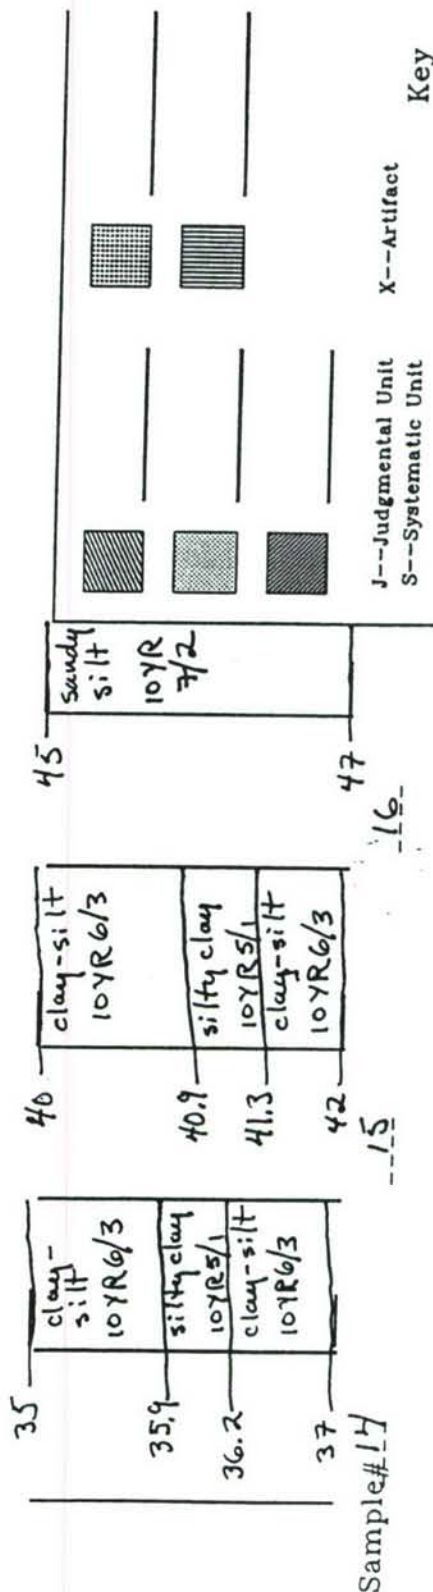 35
clay-
silt
10YR6/3
35.9
silty clay
10YR5/1
36.2
clay-silt
10YR6/3
37
Sample#14
40
clay-silt
10YR6/3
40.9
silty clay
10YR5/1
41.3
clay-silt
10YR6/3
42
15
45
sandy
silt
10YR
7/2
47
16
J--Judgmental Unit
S--Systematic Unit
X--Artifact
Key